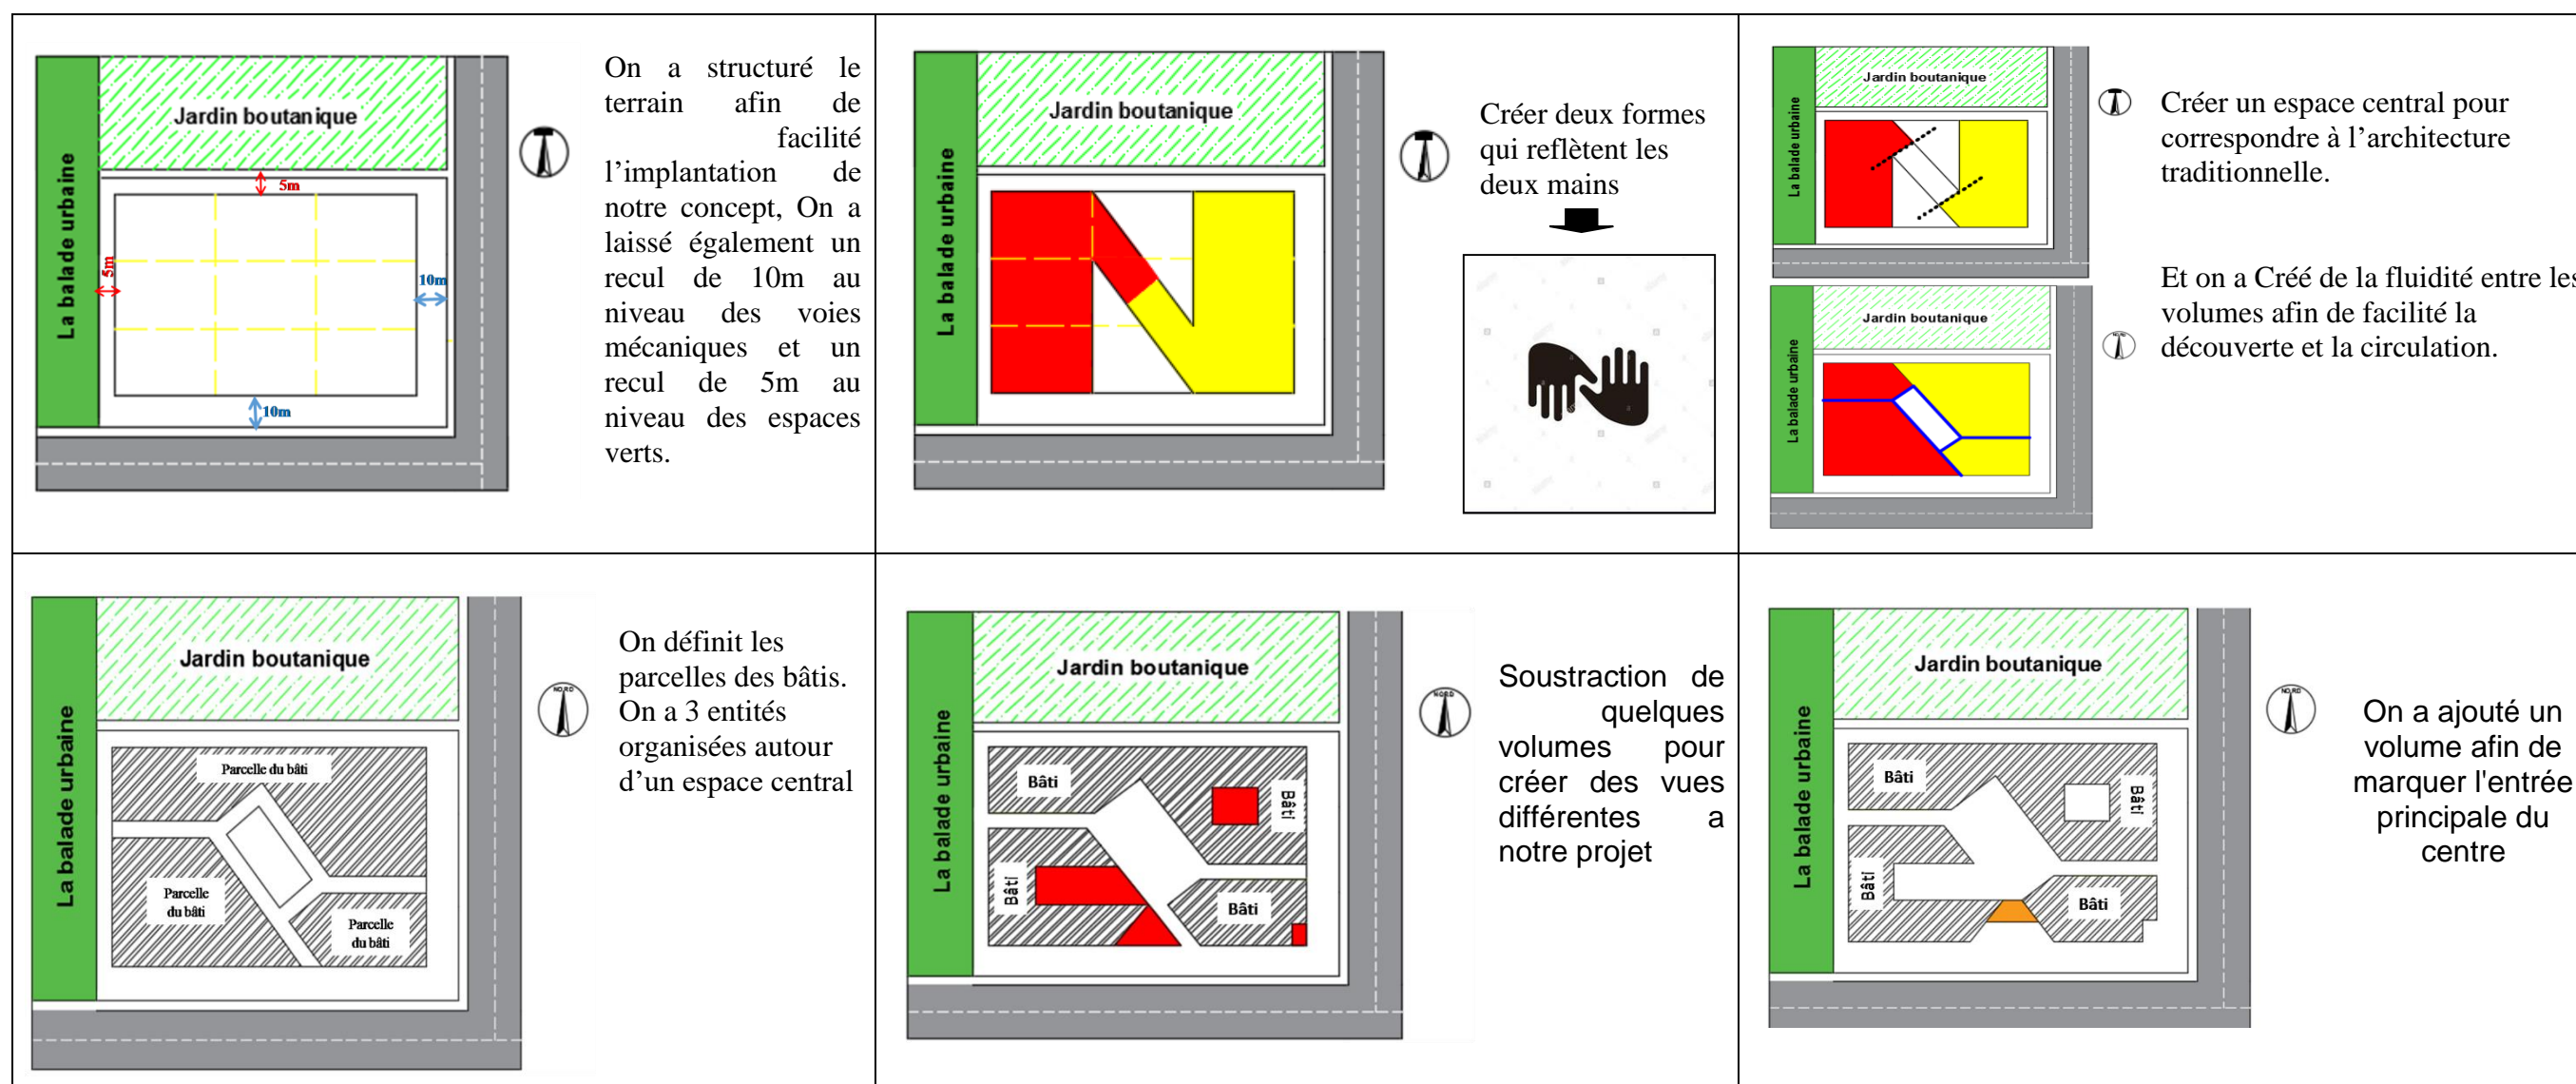 Jardin boutanique
La balade urbaine
5m
5m
10m
10m
On a structuré le
terrain afin de
facilité
l’implantation de
notre concept, On a
laissé également un
recul de 10m au
niveau des voies
mécaniques et un
recul de 5m au
niveau des espaces
verts.
Jardin boutanique
La balade urbaine
Créer deux formes
qui reflètent les
deux mains
Jardin boutanique
La balade urbaine
Créer un espace central pour
correspondre à l’architecture
traditionnelle.
Jardin boutanique
La balade urbaine
NORD
Et on a Créé de la fluidité entre les
volumes afin de facilité la
découverte et la circulation.
Jardin boutanique
La balade urbaine
Parcelle du bâti
Parcelle
du bâti
Parcelle
du bâti
NORD
On définit les
parcelles des bâtis.
On a 3 entités
organisées autour
d’un espace central
Jardin boutanique
La balade urbaine
Bâti
Bâti
Bâti
Bâti
NORD
Soustraction de
quelques
volumes pour
créer des vues
différentes a
notre projet
Jardin boutanique
La balade urbaine
Bâti
Bâti
Bâti
Bâti
NORD
On a ajouté un
volume afin de
marquer l'entrée
principale du
centre